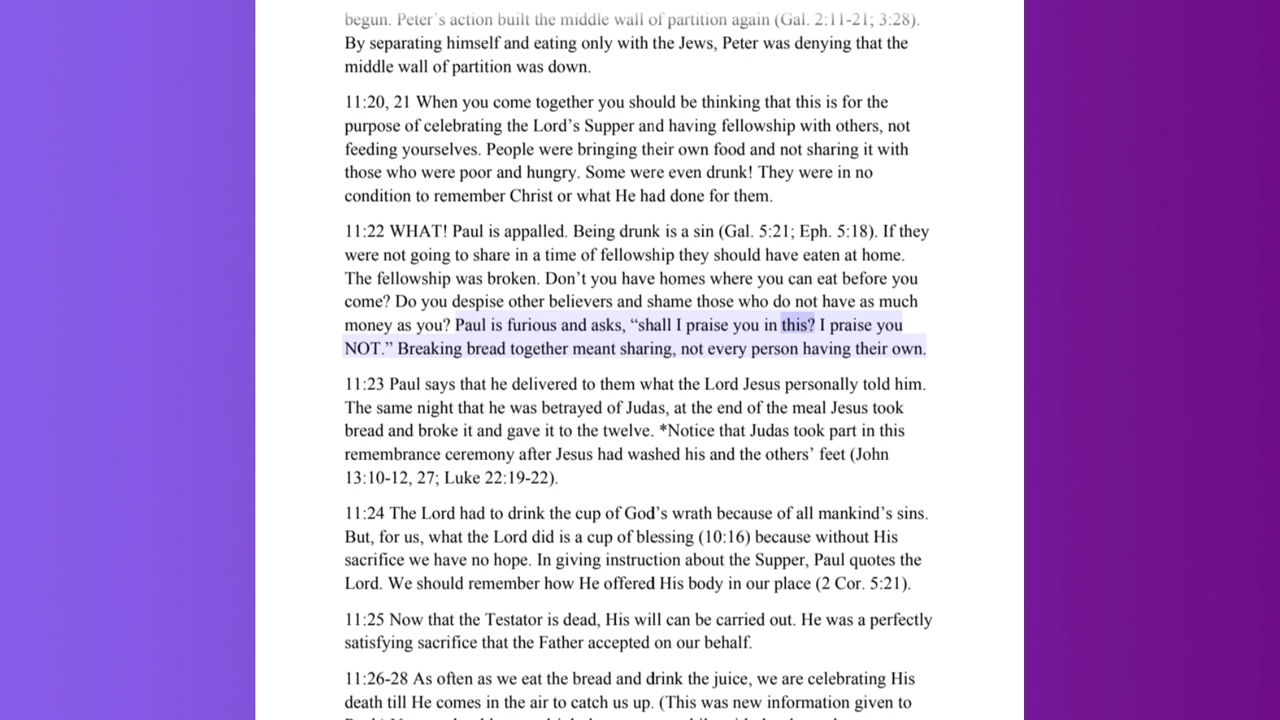 begun. Peter's action built the middle wall of partition again (Gal. 2:11-21; 3:28).
By separating himself and eating only with the Jews, Peter was denying that the
middle wall of partition was down.
11:20, 21 When you come together you should be thinking that this is for the
purpose of celebrating the Lord's Supper and having fellowship with others, not
feeding yourselves. People were bringing their own food and not sharing it with
those who were poor and hungry. Some were even drunk! They were in no
condition to remember Christ or what He had done for them.
11:22 WHAT! Paul is appalled. Being drunk is a sin (Gal. 5:21; Eph. 5:18). If they
were not going to share in a time of fellowship they should have eaten at home.
The fellowship was broken. Don't you have homes where you can eat before you
come? Do you despise other believers and shame those who do not have as much
money as you? Paul is furious and asks, “shall I praise you in this? I praise you
NOT.” Breaking bread together meant sharing, not every person having their own.
11:23 Paul says that he delivered to them what the Lord Jesus personally told him.
The same night that he was betrayed of Judas, at the end of the meal Jesus took
bread and broke it and gave it to the twelve. *Notice that Judas took part in this
remembrance ceremony after Jesus had washed his and the others' feet (John
13:10-12, 27; Luke 22:19-22).
11:24 The Lord had to drink the cup of God's wrath because of all mankind's sins.
But, for us, what the Lord did is a cup of blessing (10:16) because without His
sacrifice we have no hope. In giving instruction about the Supper, Paul quotes the
Lord. We should remember how He offered His body in our place (2 Cor. 5:21).
11:25 Now that the Testator is dead, His will can be carried out. He was a perfectly
satisfying sacrifice that the Father accepted on our behalf.
11:26-28 As often as we eat the bread and drink the juice, we are celebrating His
death till He comes in the air to catch us up. (This was new information given to